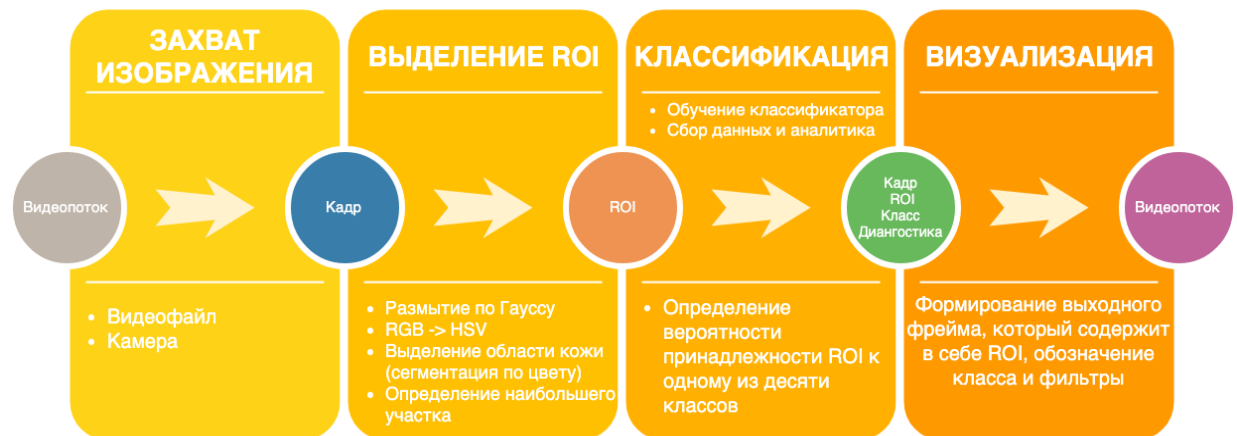 ЗАХВАТ
ИЗОБРАЖЕНИЯ
ВЫДЕЛЕНИЕ ROI
КЛАССИФИКАЦИЯ
• Обучение классификатора
• Сбор данных и аналитика
ВИЗУАЛИЗАЦИЯ
Видеопоток
Кадр
ROI
Кадр
ROI
Класс
Диангостика
Видеопоток
• Видеофайл
• Камера
• Размытие по Гауссу
• RGB -> HSV
• Выделение области кожи
(сегментация по цвету)
• Определение наибольшего
участка
• Определение
вероятности
принадлежности ROI к
одному из десяти
классов
Формирование выходного
фрейма, который содержит
в себе ROI, обозначение
класса и фильтры